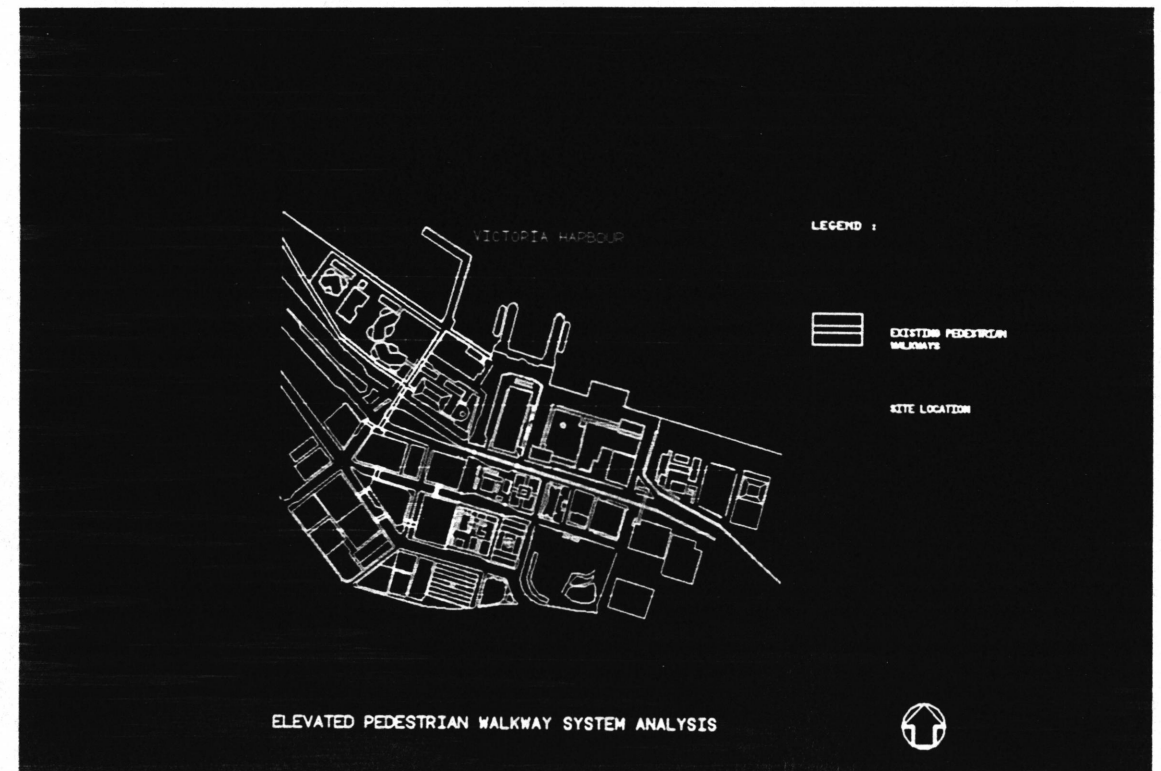 VICTORIA HARBOUR
LEGEND :
EXISTING PEDESTRIAN
WALKWAYS
SITE LOCATION
ELEVATED PEDESTRIAN WALKWAY SYSTEM ANALYSIS